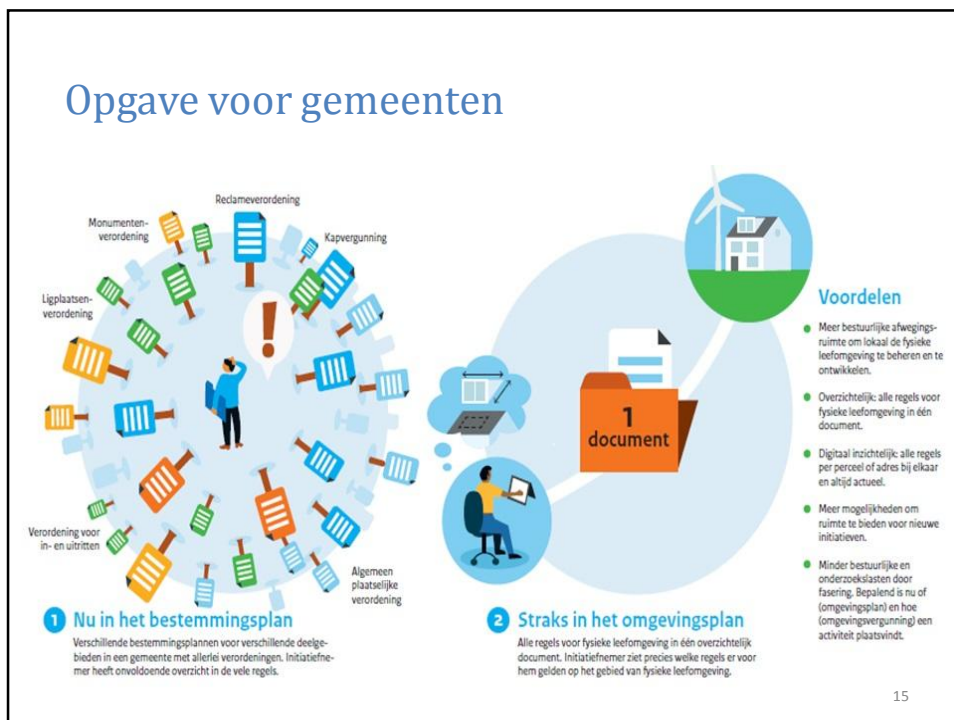 Opgave voor gemeenten
Reclameverordening
Monumenten-
verordening
Kapvergunning
Ligplaatsen-
verordening
Verordening voor
in- en uitritten
Algemeen
plaatselijke
verordening
1 Nu in het bestemmingsplan
Verschillende bestemmingsplannen voor verschillende deelge-
bieden in een gemeente met allerlei verordeningen. Initiatiefne-
mer heeft onvoldoende overzicht in de vele regels.
1
document
2 Straks in het omgevingsplan
Alle regels voor fysieke leefomgeving in één overzichtelijk
document. Initiatiefnemer ziet precies welke regels er voor
hem gelden op het gebied van fysieke leefomgeving.
Voordelen
Meer bestuurlijke afwegings-
ruimte om lokaal de fysieke
leefomgeving te beheren en te
ontwikkelen.
Overzichtelijk: alle regels voor
fysieke leefomgeving in één
document.
Digitaal inzichtelijk: alle regels
per perceel of adres bij elkaar
en altijd actueel.
Meer mogelijkheden om
ruimte te bieden voor nieuwe
initiatieven.
Minder bestuurlijke en
onderzoekslasten door
fasering. Bepalend is nu of
(omgevingsplan) en hoe
(omgevingsvergunning) een
activiteit plaatsvindt.
15